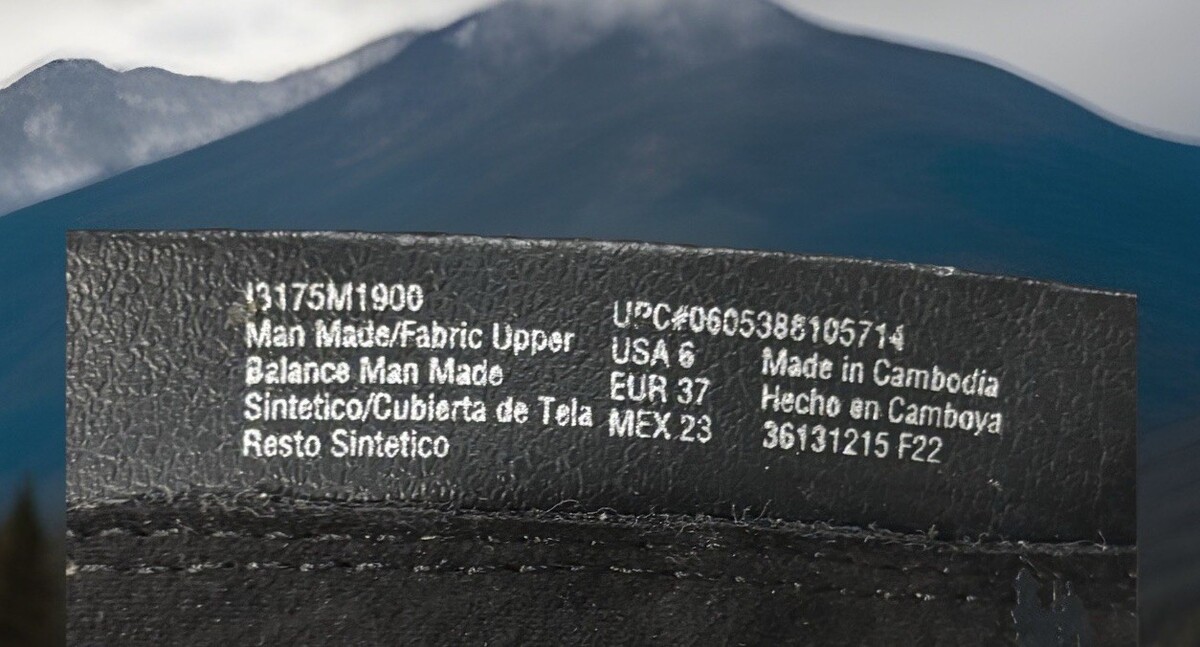 I3175M1900
Man Made/Fabric Upper
Balance Man Made
Sintetico/Cubierta de Tela
Resto Sintetico
UPC#0605388105714
USA 6
EUR 37
MEX 23
Made in Cambodia
Hecho en Camboya
36131215 F22